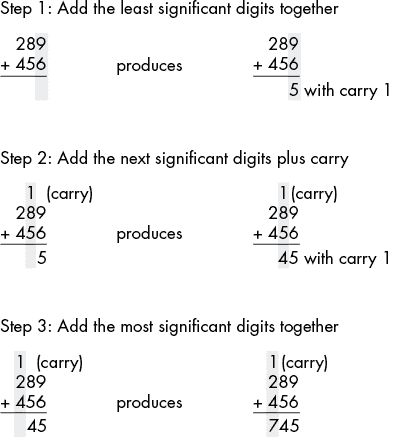 Step 1: Add the least significant digits together
289 289
+ 456 produces + 456
5 with carry 1
Step 2: Add the next significant digits plus carry
1 (carry) 1 (carry)
289 289
+ 456 produces + 456
5 45 with carry 1
Step 3: Add the most significant digits together
1 (carry) 1 (carry)
289 289
+ 456 produces + 456
45 745